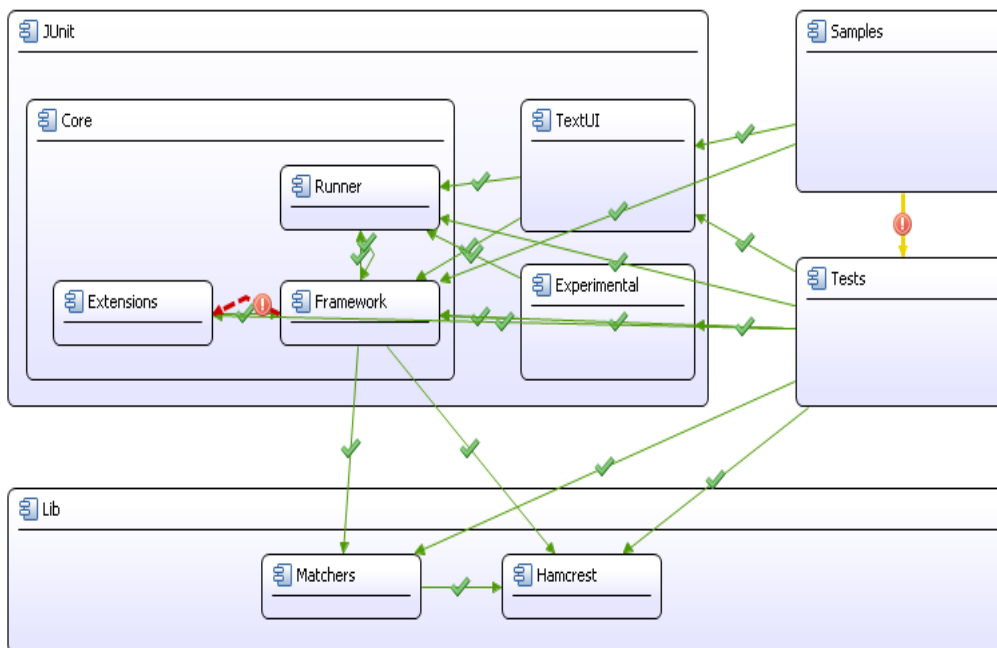 JUnit
Samples
Core
TextUI
Runner
Experimental
Tests
Extensions
Framework
Lib
Matchers
Hamcrest